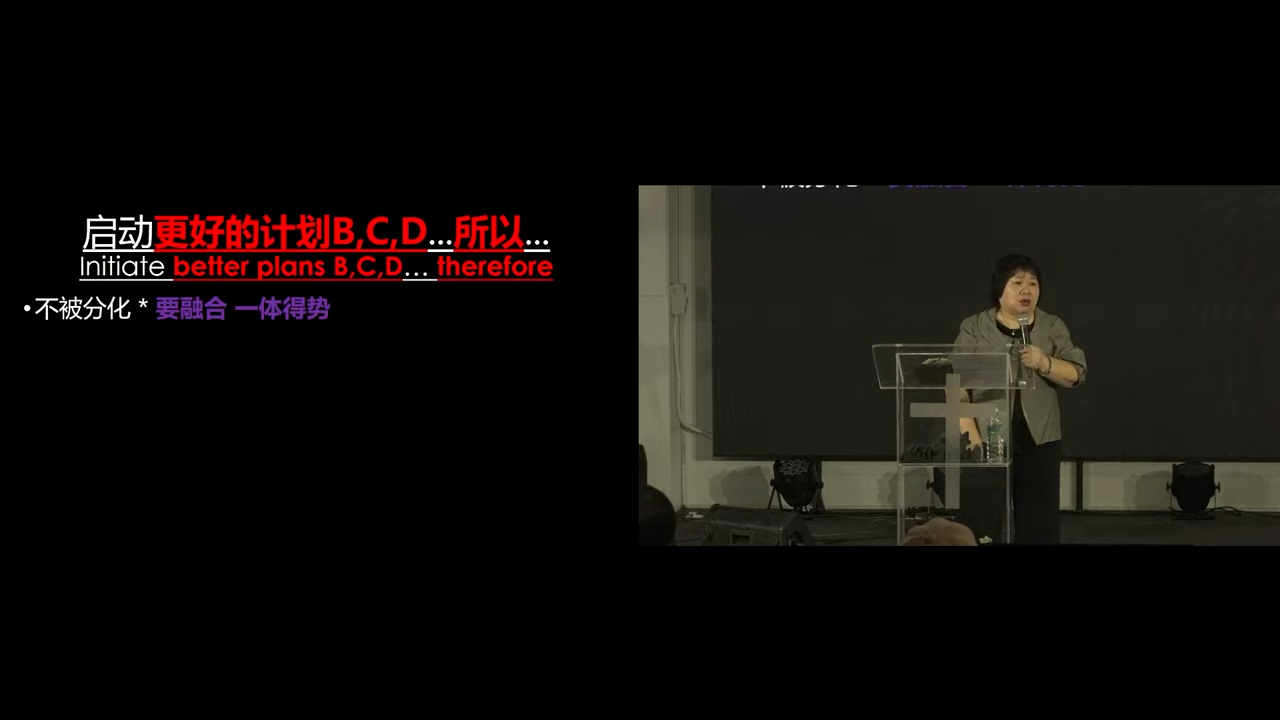 启动更好的计划B,C,D...所以...
Initiate better plans B,C,D... therefore
•不被分化 * 要融合 一体得势